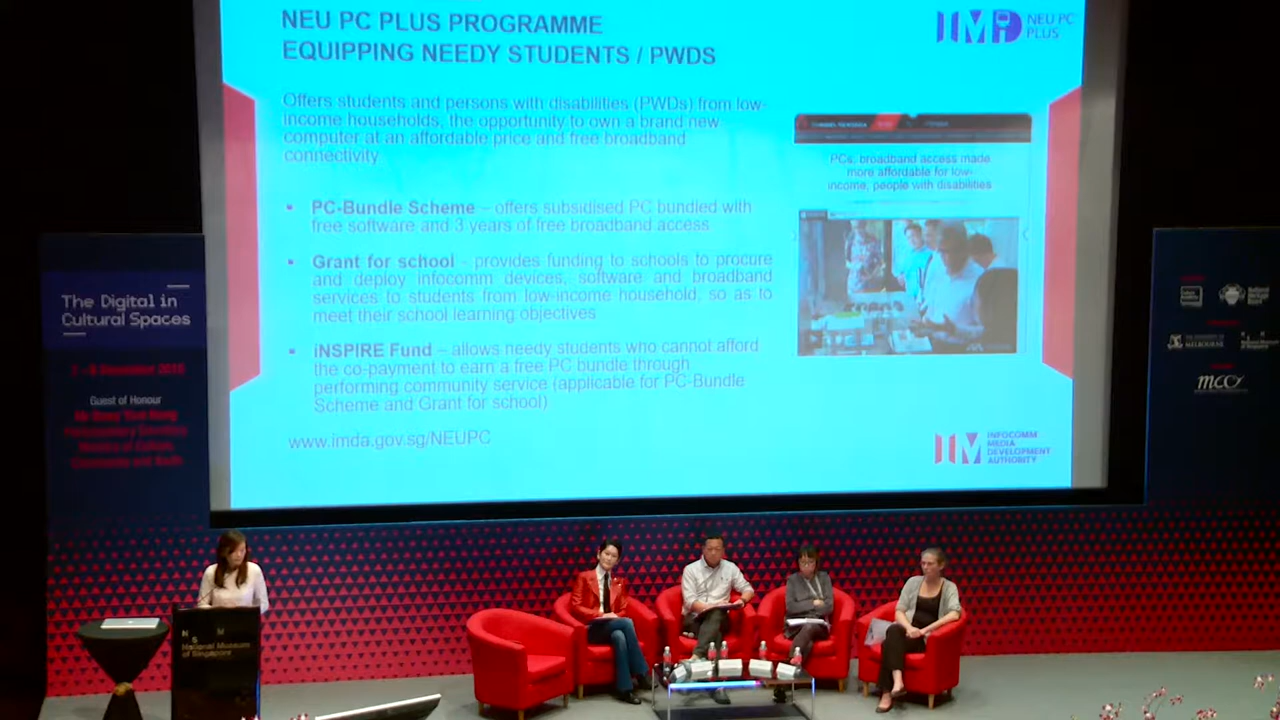 NEU PC PLUS PROGRAMME
EQUIPPING NEEDY STUDENTS / PWDS
NEU PC
PLUS
Offers students and persons with disabilities (PWDs) from low-
income households, the opportunity to own a brand new
computer at an affordable price and free broadband
connectivity
PC-Bundle Scheme – offers subsidised PC bundled with
free software and 3 years of free broadband access
Grant for school - provides funding to schools to procure
and deploy infocomm devices, software and broadband
services to students from low-income household, so as to
meet their school learning objectives
iNSPIRE Fund – allows needy students who cannot afford
the co-payment to earn a free PC bundle through
performing community service (applicable for PC-Bundle
Scheme and Grant for school)
www.imda.gov.sg/NEUPC
PCs, broadband access made
more affordable for low-
income, people with disabilities
IM
INFOCOMM
MEDIA
DEVELOPMENT
AUTHORITY
The Digital in
Cultural Spaces
Guest of Honour
MELBOURNE
mccy
N
S M
National Museum
of Singapore